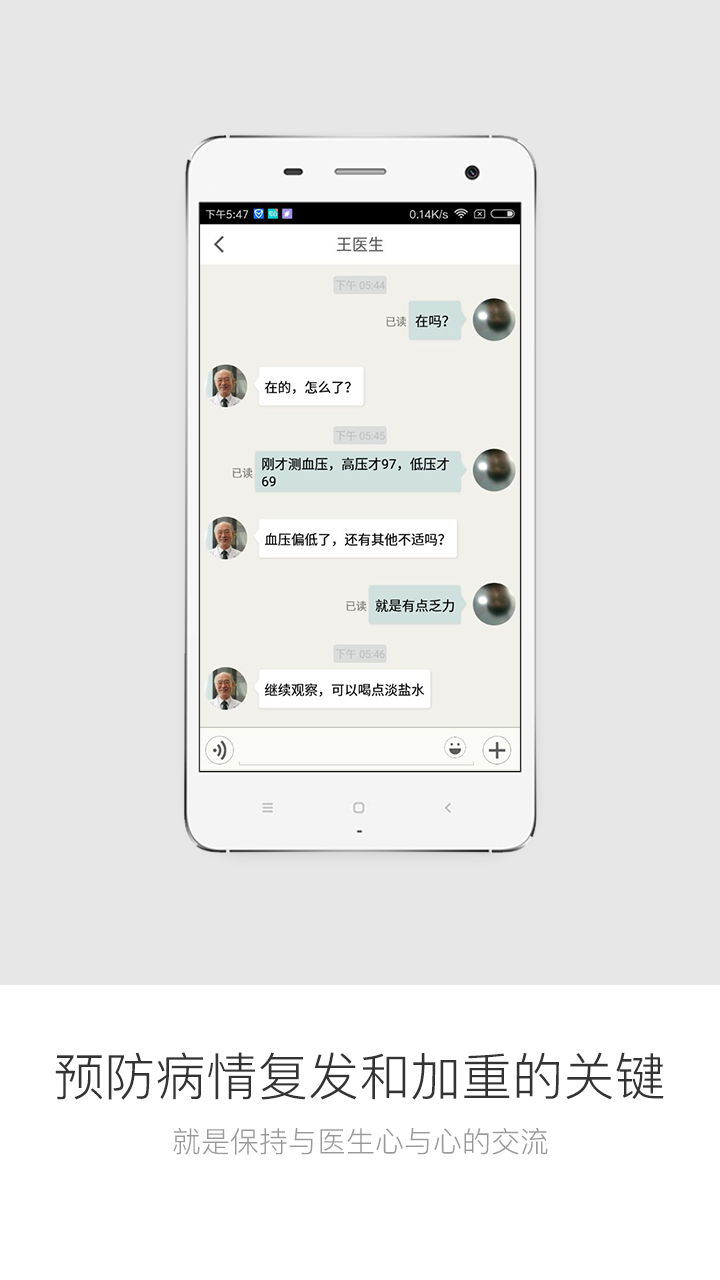 下午5:47
0.14K/s
王医生
下午 05:44
已读
在吗?
在的，怎么了?
下午 05:45
已读
刚才测血压，高压才97，低压才
69
血压偏低了，还有其他不适吗?
已读
就是有点乏力
下午 05:46
继续观察，可以喝点淡盐水
预防病情复发和加重的关键
就是保持与医生心与心的交流